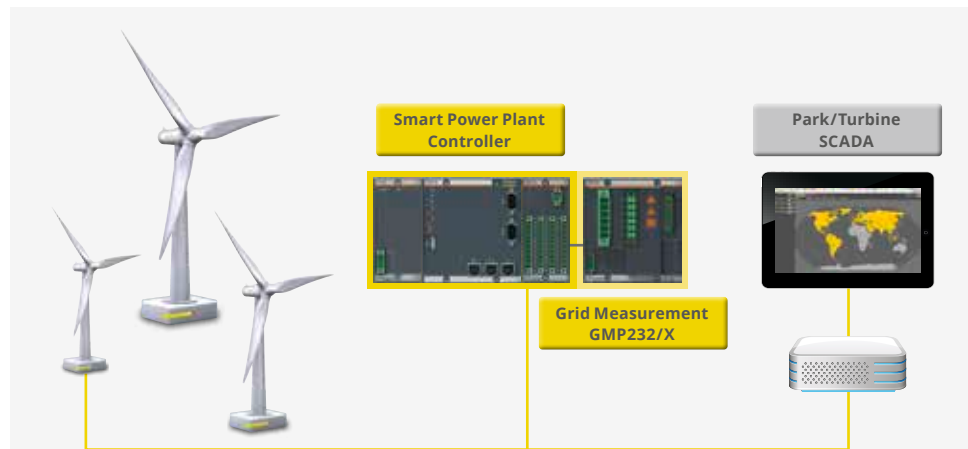 Smart Power Plant
Controller
Park/Turbine
SCADA
Grid Measurement
GMP232/X